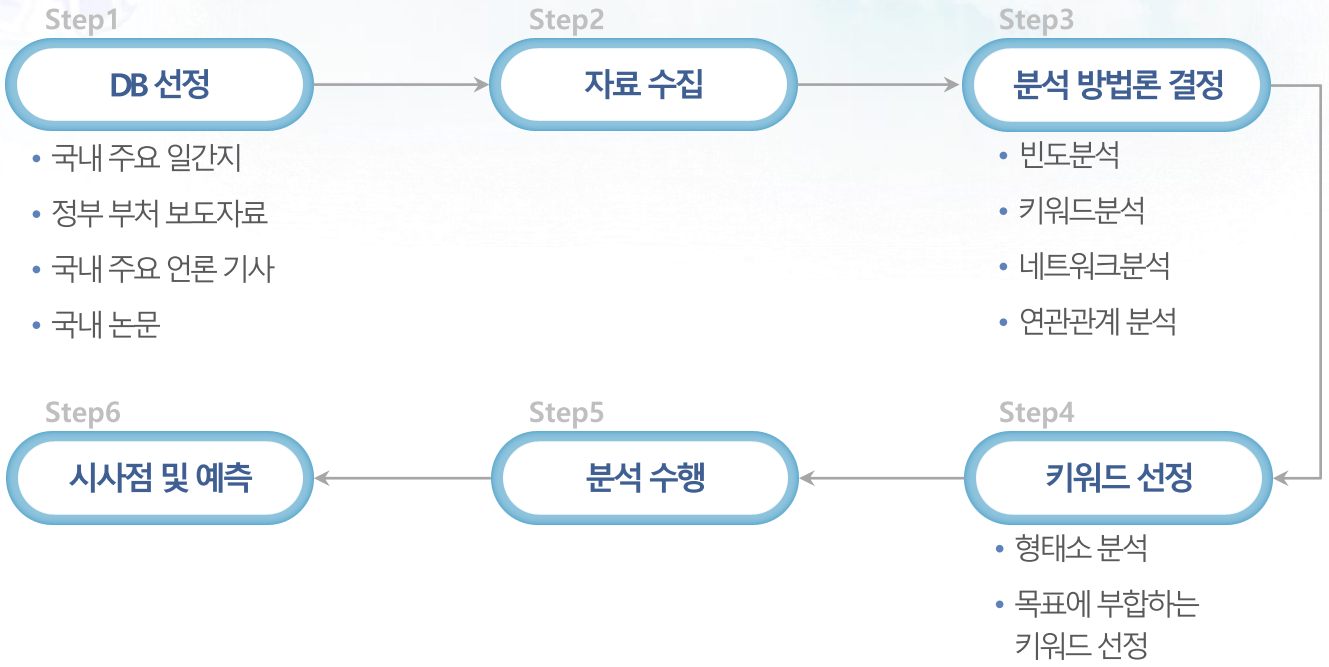 Step1
DB 선정
• 국내 주요 일간지
• 정부 부처 보도자료
• 국내 주요 언론 기사
• 국내 논문
Step2
자료 수집
Step3
분석 방법론 결정
• 빈도분석
• 키워드분석
• 네트워크분석
• 연관관계 분석
Step4
키워드 선정
• 형태소 분석
• 목표에 부합하는
키워드 선정
Step5
분석 수행
Step6
시사점 및 예측